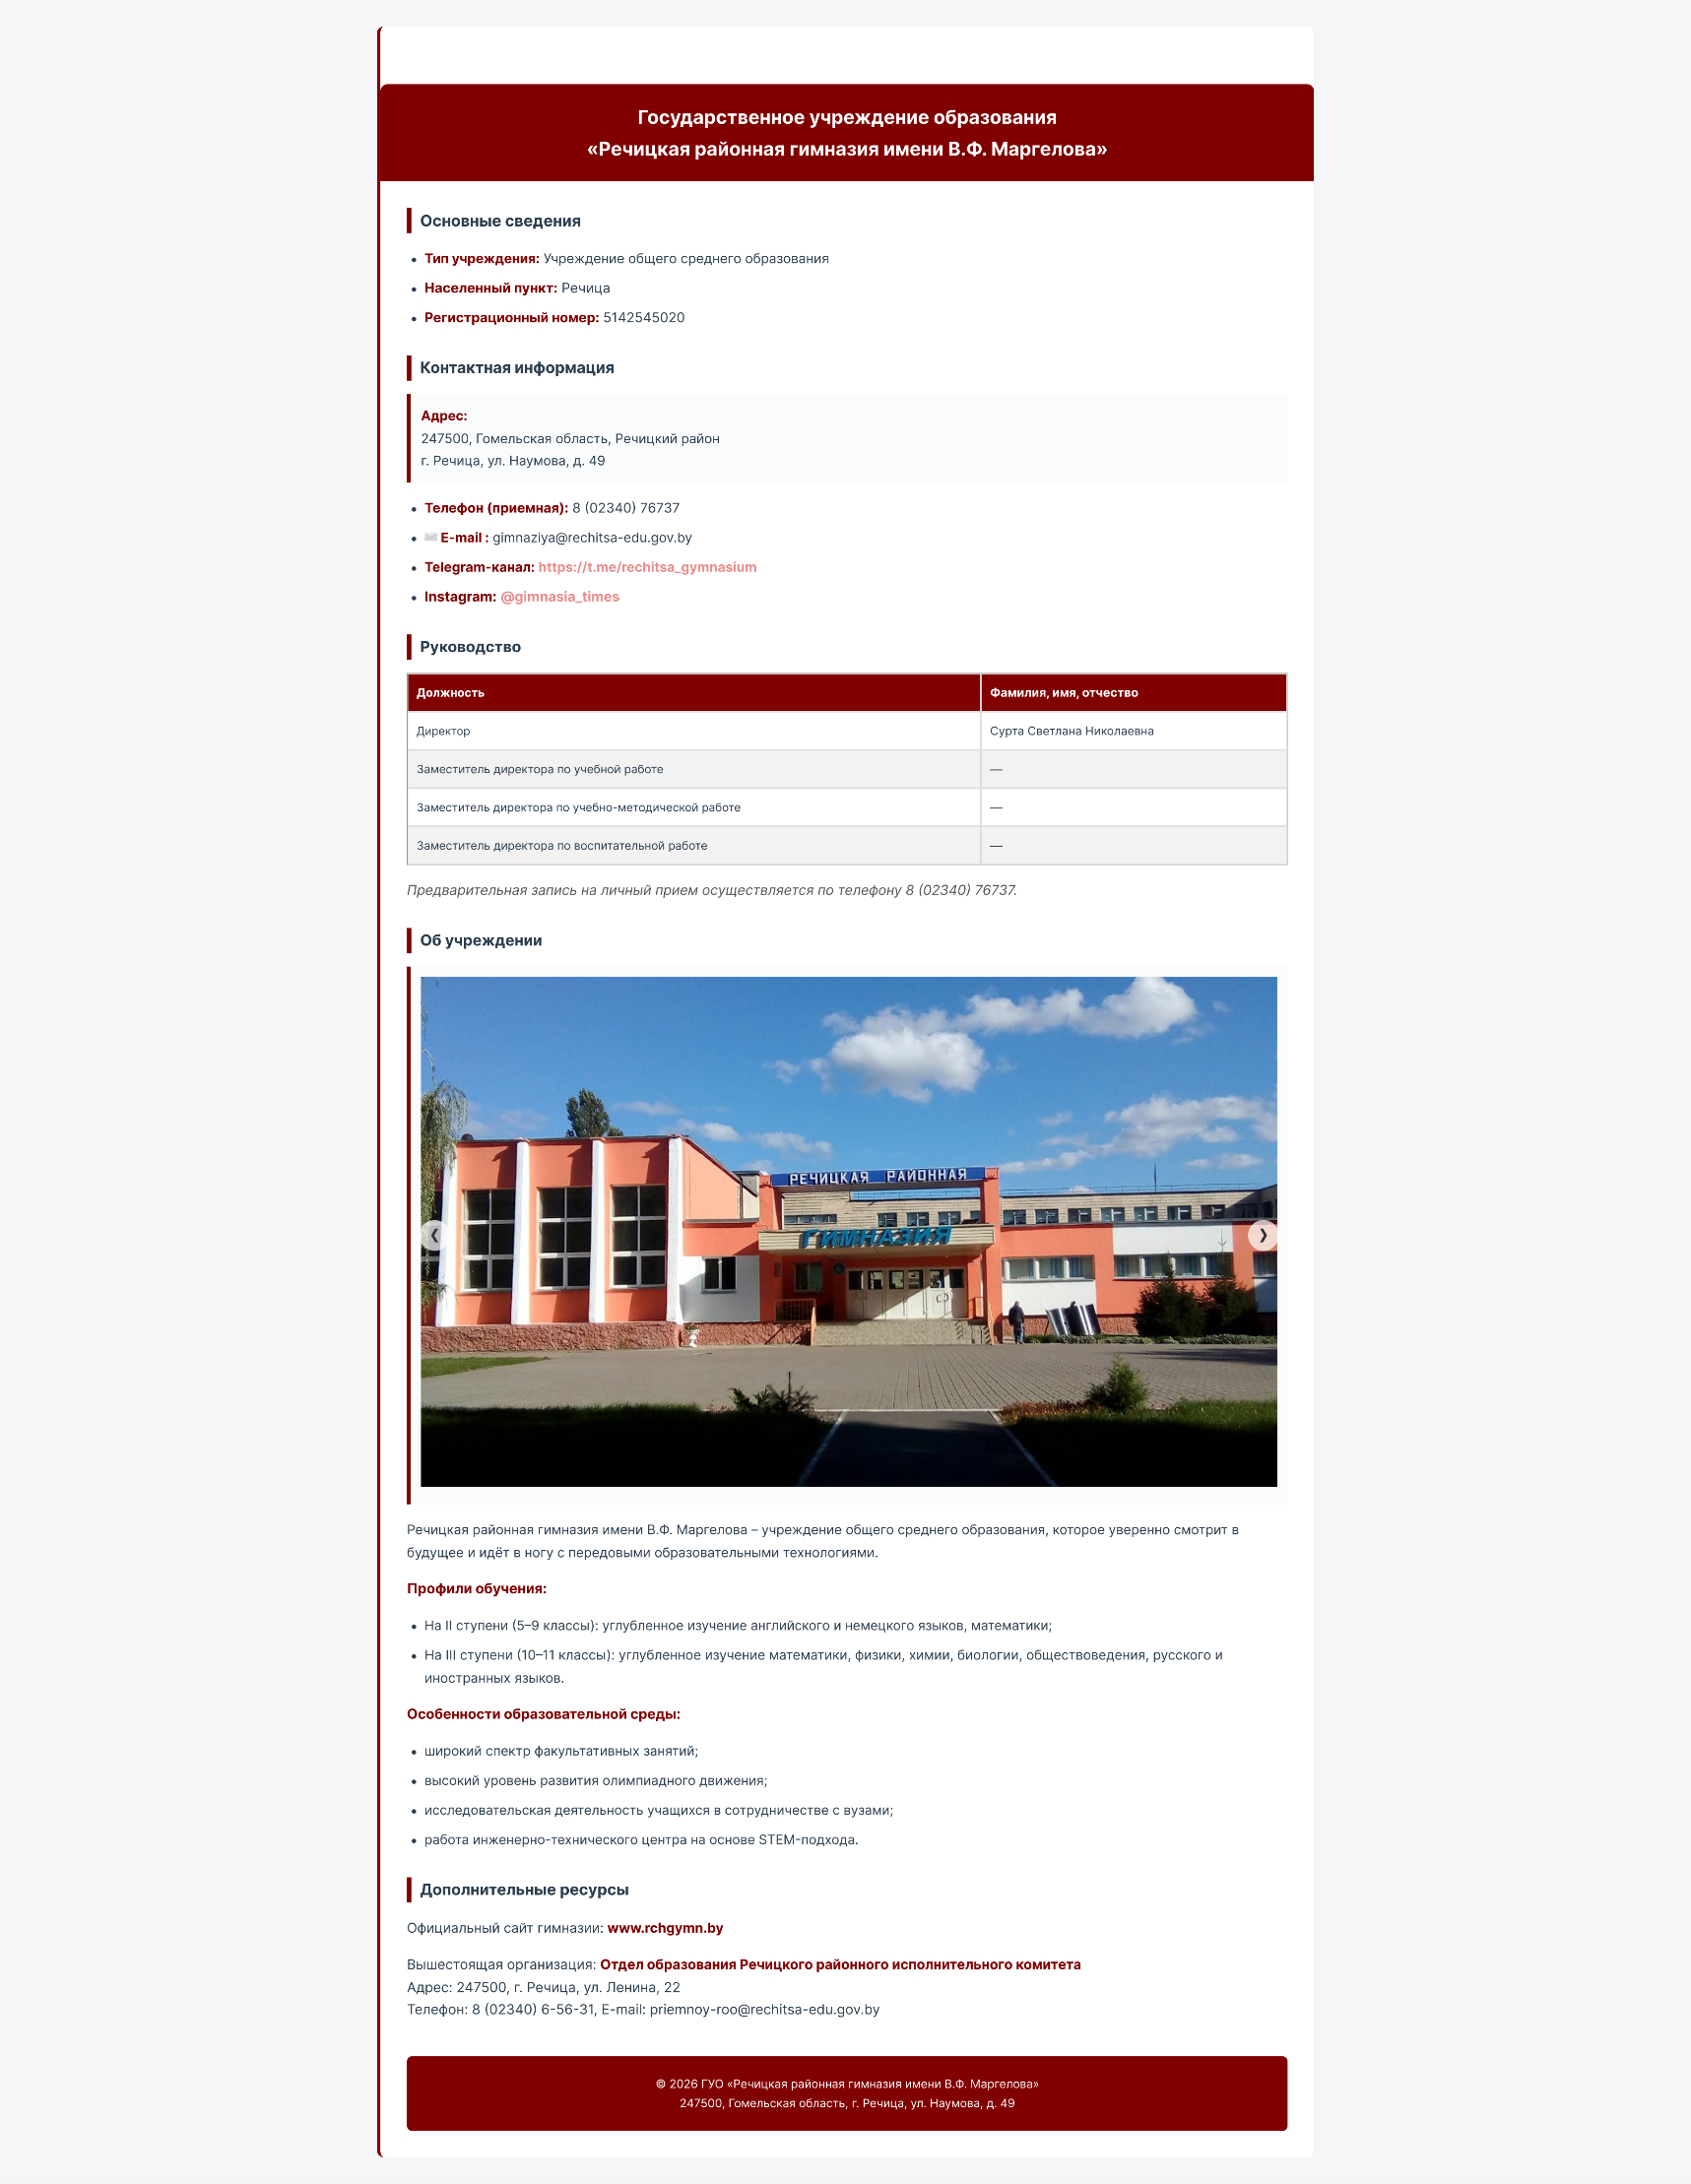 Государственное учреждение образования
«Речицкая районная гимназия имени В.Ф. Маргелова»
Основные сведения
• Тип учреждения: Учреждение общего среднего образования
• Населенный пункт: Речица
• Регистрационный номер: 5142545020
Контактная информация
Адрес:
247500, Гомельская область, Речицкий район
г. Речица, ул. Наумова, д. 49
• Телефон (приемная): 8 (02340) 76737
• E-mail : gimnaziya@rechitsa-edu.gov.by
• Telegram-канал: https://t.me/rechitsa_gymnasium
• Instagram: @gimnasia_times
Руководство
Должность Фамилия, имя, отчество
Директор Сурта Светлана Николаевна
Заместитель директора по учебной работе —
Заместитель директора по учебно-методической работе —
Заместитель директора по воспитательной работе —
Предварительная запись на личный прием осуществляется по телефону 8 (02340) 76737.
Об учреждении
РЕЧИЦКАЯ РАЙОННАЯ
ГИМНАЗИЯ
Речицкая районная гимназия имени В.Ф. Маргелова – учреждение общего среднего образования, которое уверенно смотрит в
будущее и идёт в ногу с передовыми образовательными технологиями.
Профили обучения:
• На II ступени (5–9 классы): углубленное изучение английского и немецкого языков, математики;
• На III ступени (10–11 классы): углубленное изучение математики, физики, химии, биологии, обществоведения, русского и
иностранных языков.
Особенности образовательной среды:
• широкий спектр факультативных занятий;
• высокий уровень развития олимпиадного движения;
• исследовательская деятельность учащихся в сотрудничестве с вузами;
• работа инженерно-технического центра на основе STEM-подхода.
Дополнительные ресурсы
Официальный сайт гимназии: www.rchgymn.by
Вышестоящая организация: Отдел образования Речицкого районного исполнительного комитета
Адрес: 247500, г. Речица, ул. Ленина, 22
Телефон: 8 (02340) 6-56-31, E-mail: priemnoy-roo@rechitsa-edu.gov.by
© 2026 ГУО «Речицкая районная гимназия имени В.Ф. Маргелова»
247500, Гомельская область, г. Речица, ул. Наумова, д. 49